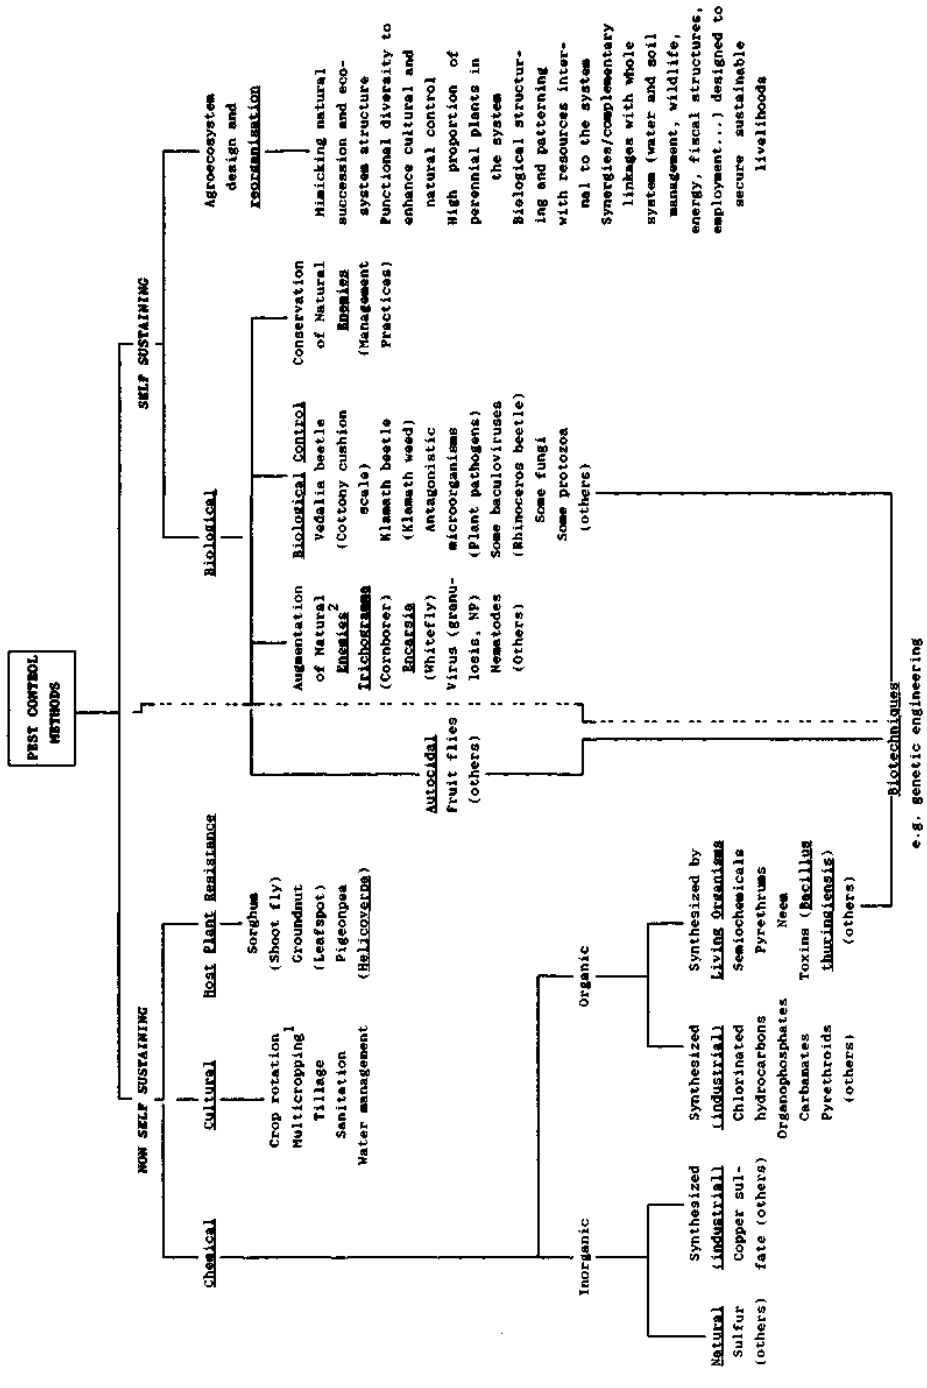 PEST CONTROL
METHODS
NON SELF SUSTAINING
SELF SUSTAINING
Chemical
Cultural
Crop rotation
Multicropping1
Tillage
Sanitation
Water management
Host Plant Resistance
Sorghum
(Shoot fly)
Groundnut
(Leafspot)
Pigeonpea
(Helicoverpa)
Biological
Agroecosystem
design and
reorganisation
Mimicking natural
succession and eco-
system structure
Functional diversity to
enhance cultural and
natural control
High proportion of
perennial plants in
the system
Biological structur-
ing and patterning
with resources inter-
nal to the system
Synergies/complementary
linkages with whole
system (water and soil
management, wildlife,
energy, fiscal structures,
employment...) designed to
secure sustainable
livelihoods
Autocidal
Fruit flies
(others)
Augmentation
of Natural
Enemies2
Trichogramma
(Cornborer)
Encarsia
(Whitefly)
Virus (granu-
losis, NP)
Nematodes
(Others)
Biological Control
Vedalia beetle
(Cottony cushion
scale)
Klamath beetle
(Klamath weed)
Antagonistic
microorganisms
(Plant pathogens)
Some baculoviruses
(Rhinoceros beetle)
Some fungi
Some protozoa
(others)
Conservation
of Natural
Enemies
(Management
Practices)
Inorganic
Organic
Natural
Sulfur
(others)
Synthesized
(industrial)
Copper sul-
fate (others)
Synthesized
(industrial)
Chlorinated
hydrocarbons
Organophosphates
Carbamates
Pyrethroids
(others)
Synthesized by
Living Organisms
Semiochemicals
Pyrethrums
Neem
Toxins (Bacillus
thuringiensis)
(others)
Biotechniques
e.g. genetic engineering